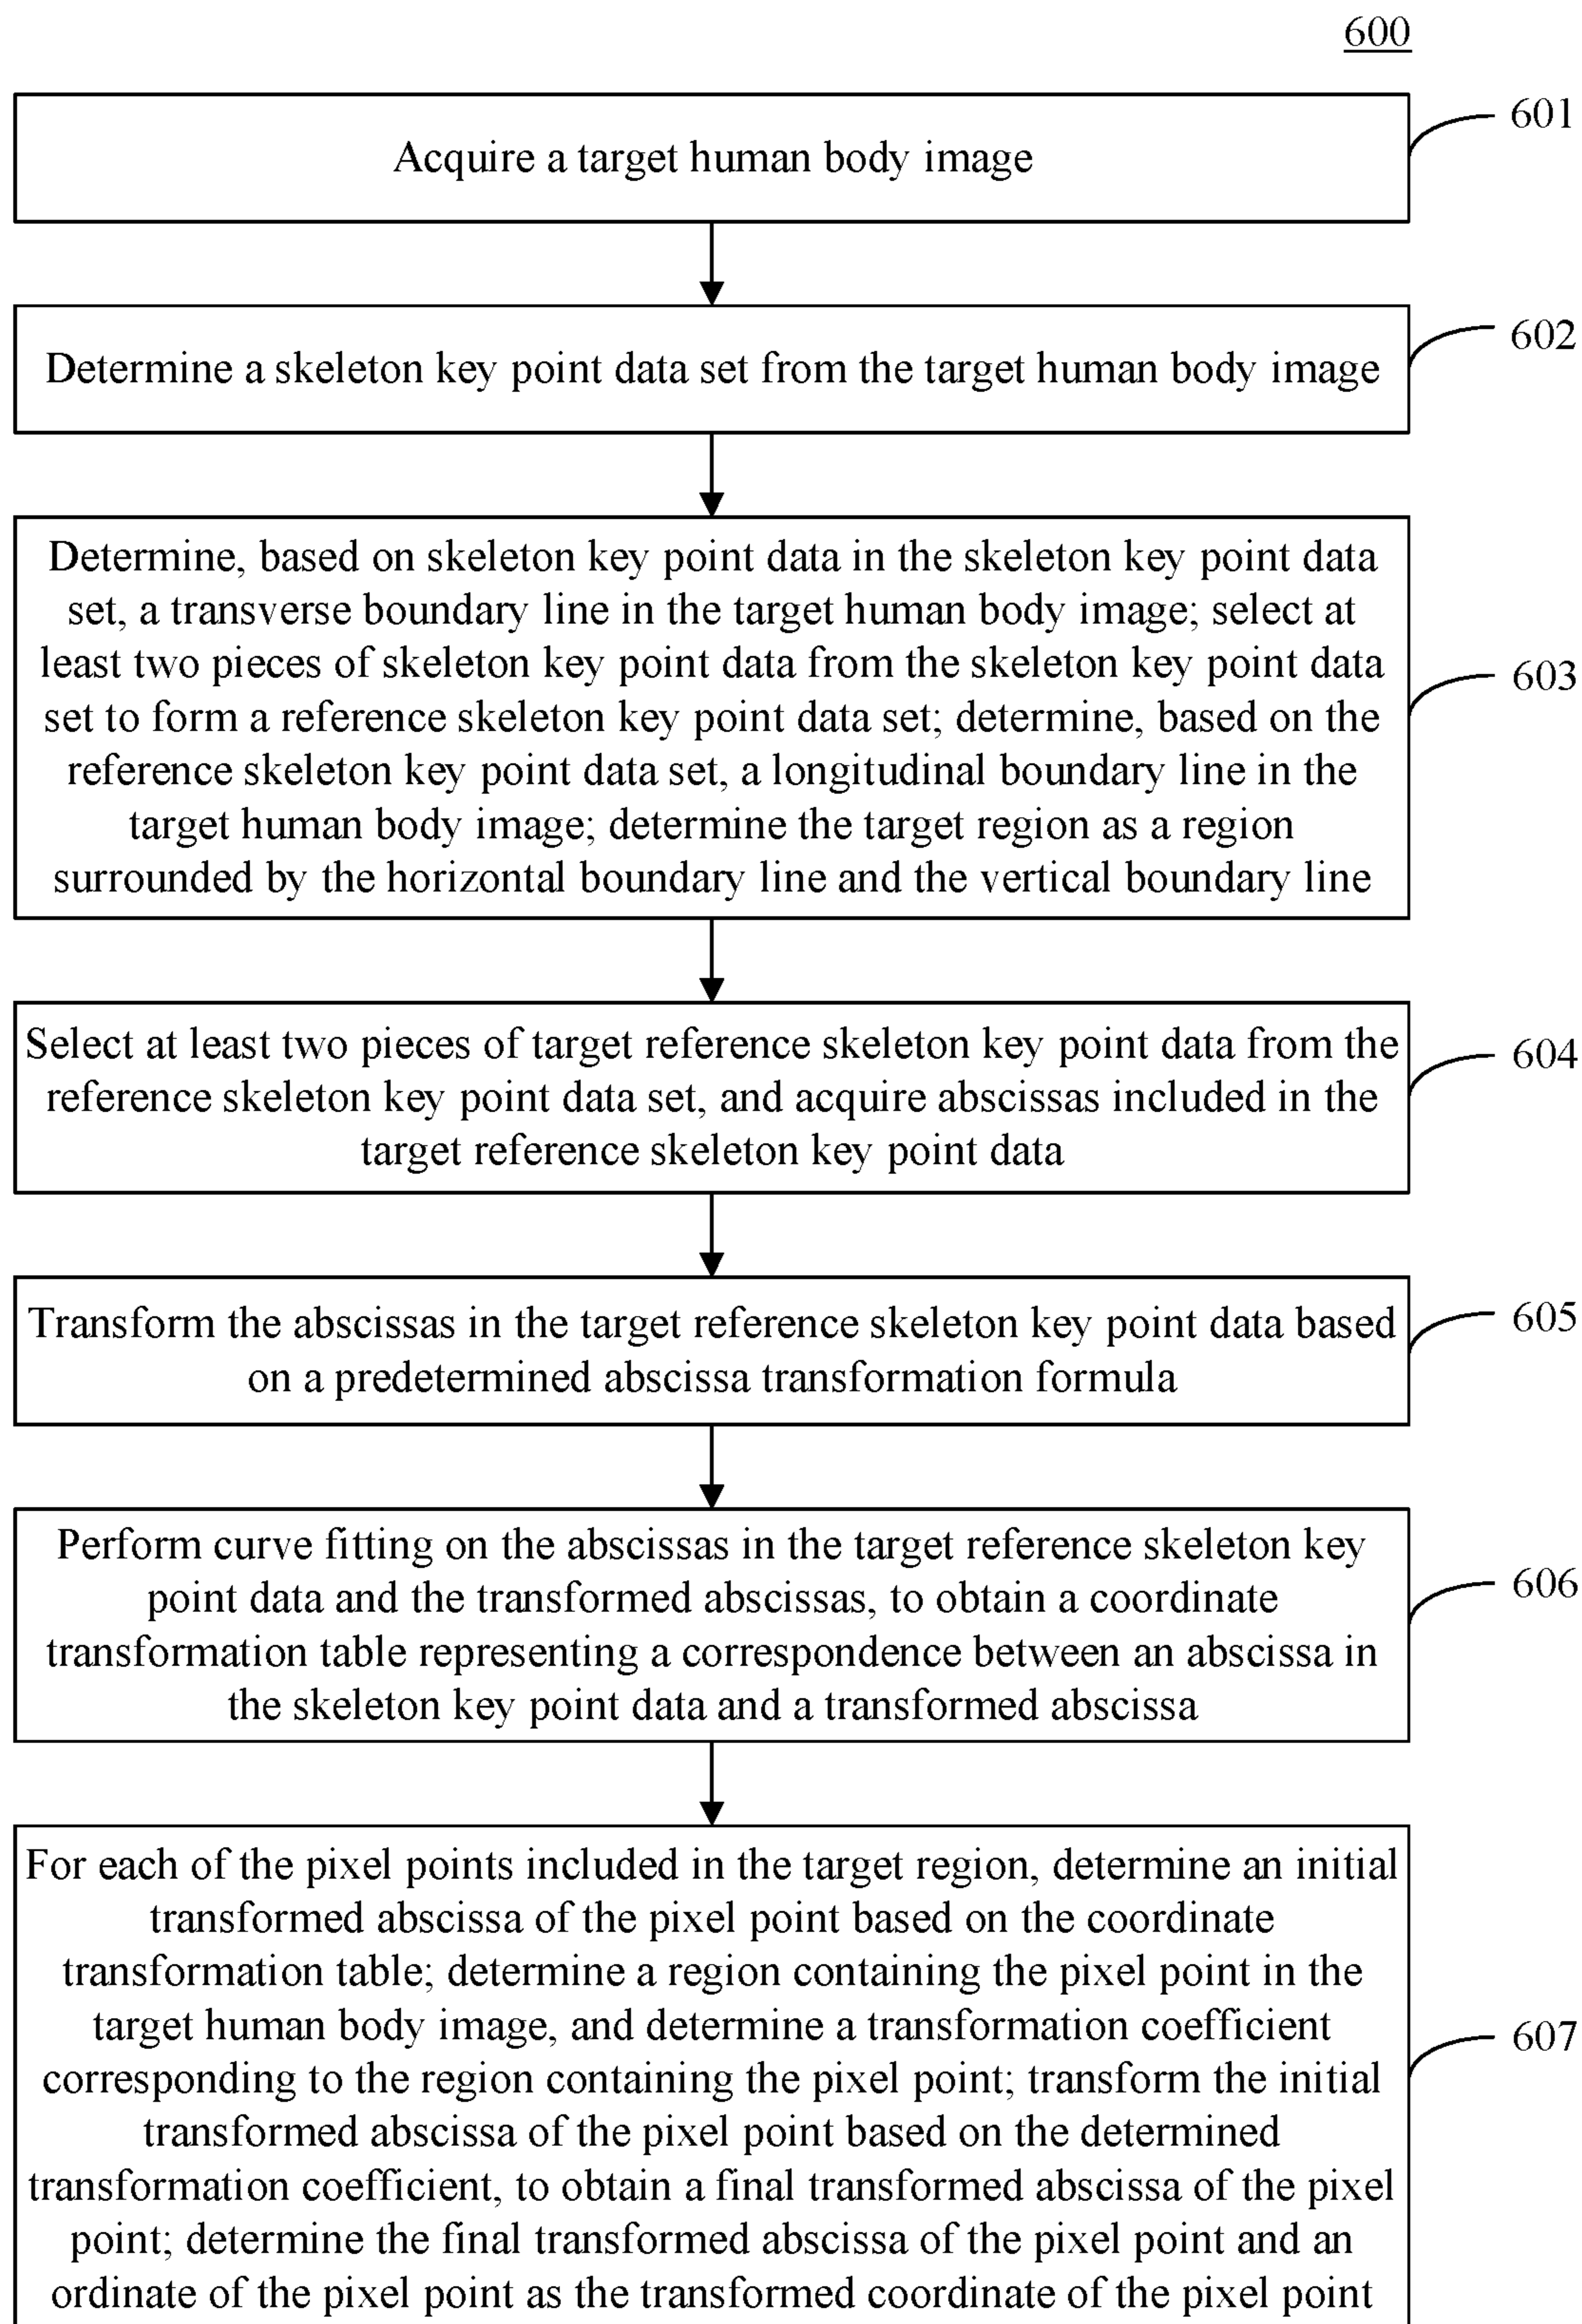 600
Acquire a target human body image
601
Determine a skeleton key point data set from the target human body image
602
Determine, based on skeleton key point data in the skeleton key point data
set, a transverse boundary line in the target human body image; select at
least two pieces of skeleton key point data from the skeleton key point data
set to form a reference skeleton key point data set; determine, based on the
reference skeleton key point data set, a longitudinal boundary line in the
target human body image; determine the target region as a region
surrounded by the horizontal boundary line and the vertical boundary line
603
Select at least two pieces of target reference skeleton key point data from the
reference skeleton key point data set, and acquire abscissas included in the
target reference skeleton key point data
604
Transform the abscissas in the target reference skeleton key point data based
on a predetermined abscissa transformation formula
605
Perform curve fitting on the abscissas in the target reference skeleton key
point data and the transformed abscissas, to obtain a coordinate
transformation table representing a correspondence between an abscissa in
the skeleton key point data and a transformed abscissa
606
For each of the pixel points included in the target region, determine an initial
transformed abscissa of the pixel point based on the coordinate
transformation table; determine a region containing the pixel point in the
target human body image, and determine a transformation coefficient
corresponding to the region containing the pixel point; transform the initial
transformed abscissa of the pixel point based on the determined
transformation coefficient, to obtain a final transformed abscissa of the pixel
point; determine the final transformed abscissa of the pixel point and an
ordinate of the pixel point as the transformed coordinate of the pixel point
607